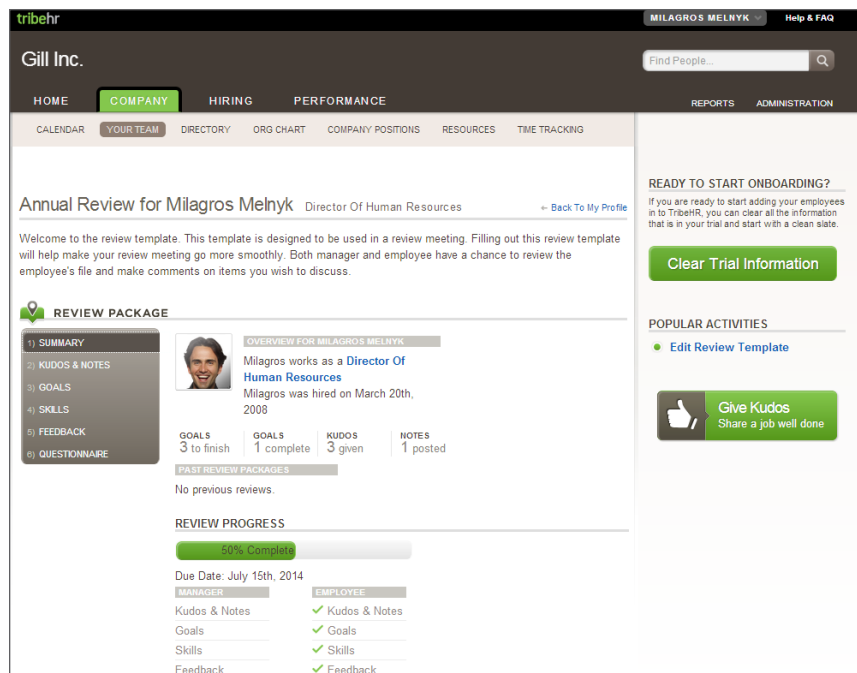 tribehr
MILAGROS MELNYK
Help & FAQ
Gill Inc.
Find People...
HOME
COMPANY
HIRING
PERFORMANCE
REPORTS
ADMINISTRATION
CALENDAR
YOUR TEAM
DIRECTORY
ORG CHART
COMPANY POSITIONS
RESOURCES
TIME TRACKING
Annual Review for Milagros Melnyk Director Of Human Resources
← Back To My Profile
Welcome to the review template. This template is designed to be used in a review meeting. Filling out this review template
will help make your review meeting go more smoothly. Both manager and employee have a chance to review the
employee's file and make comments on items you wish to discuss.
REVIEW PACKAGE
1) SUMMARY
2) KUDOS & NOTES
3) GOALS
4) SKILLS
5) FEEDBACK
6) QUESTIONNAIRE
OVERVIEW FOR MILAGROS MELNYK
Milagros works as a Director Of
Human Resources
Milagros was hired on March 20th,
2008
GOALS
3 to finish
GOALS
1 complete
KUDOS
3 given
NOTES
1 posted
PAST REVIEW PACKAGES
No previous reviews.
REVIEW PROGRESS
50% Complete
Due Date: July 15th, 2014
MANAGER
Kudos & Notes
Goals
Skills
Feedback
EMPLOYEE
Kudos & Notes
Goals
Skills
Feedback
READY TO START ONBOARDING?
If you are ready to start adding your employees
in to TribeHR, you can clear all the information
that is in your trial and start with a clean slate.
Clear Trial Information
POPULAR ACTIVITIES
Edit Review Template
Give Kudos
Share a job well done